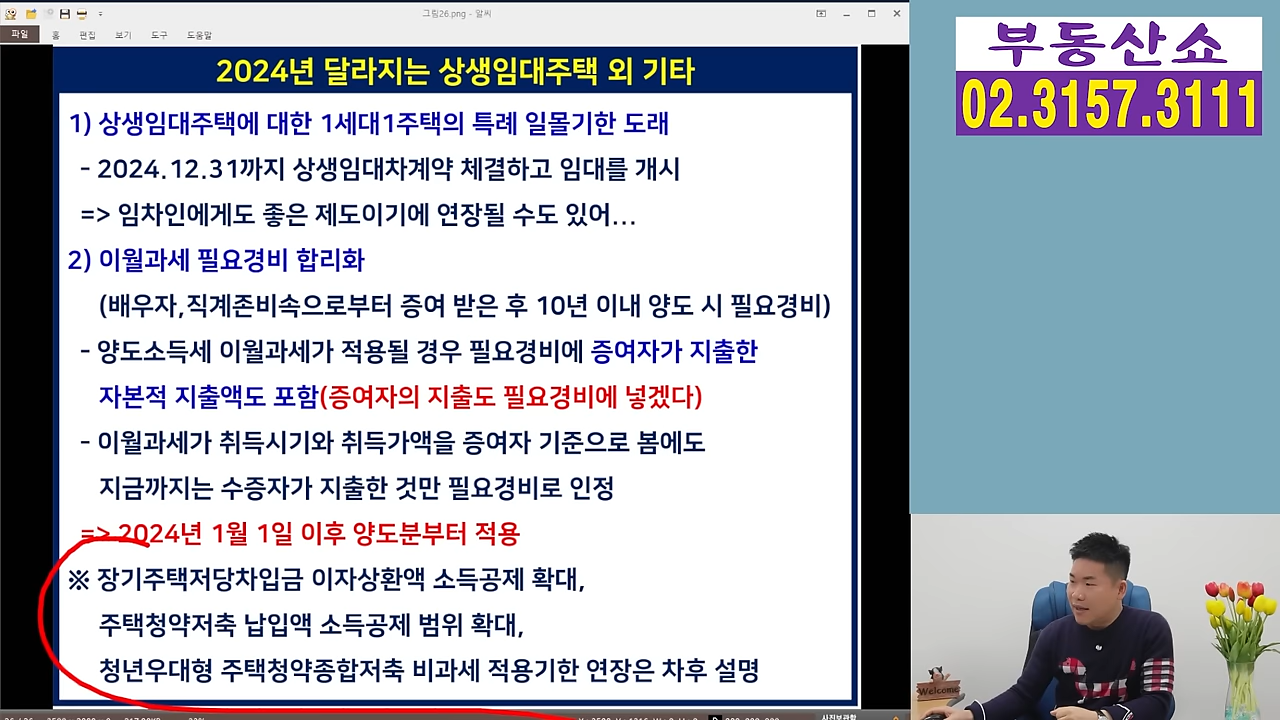 그림26.png - 알씨
파일 홈 편집 보기 도구 도움말
2024년 달라지는 상생임대주택 외 기타
1) 상생임대주택에 대한 1세대1주택의 특례 일몰기한 도래
- 2024.12.31까지 상생임대차계약 체결하고 임대를 개시
=> 임차인에게도 좋은 제도이기에 연장될 수도 있어...
2) 이월과세 필요경비 합리화
(배우자,직계존비속으로부터 증여 받은 후 10년 이내 양도 시 필요경비)
- 양도소득세 이월과세가 적용될 경우 필요경비에 증여자가 지출한
자본적 지출액도 포함(증여자의 지출도 필요경비에 넣겠다)
- 이월과세가 취득시기와 취득가액을 증여자 기준으로 봄에도
지금까지는 수증자가 지출한 것만 필요경비로 인정
=> 2024년 1월 1일 이후 양도분부터 적용
※ 장기주택저당차입금 이자상환액 소득공제 확대,
주택청약저축 납입액 소득공제 범위 확대,
청년우대형 주택청약종합저축 비과세 적용기한 연장은 차후 설명
부동산쇼
02.3157.3111
Welcome
사진보관함